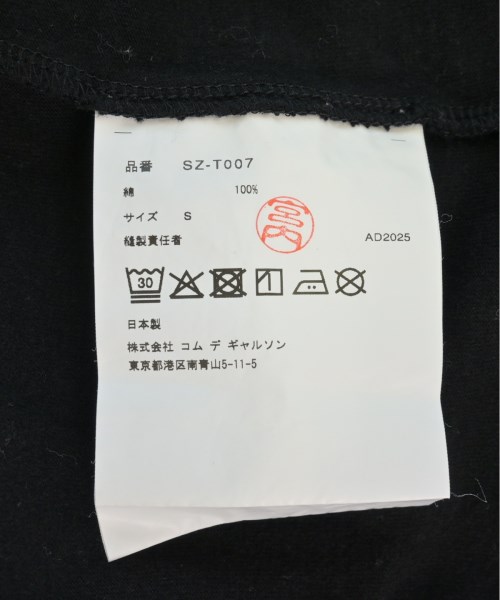 品番 SZ-T007
綿 100%
サイズ S
縫製責任者 AD2025
30
日本製
株式会社 コム デ ギャルソン
東京都港区南青山5-11-5